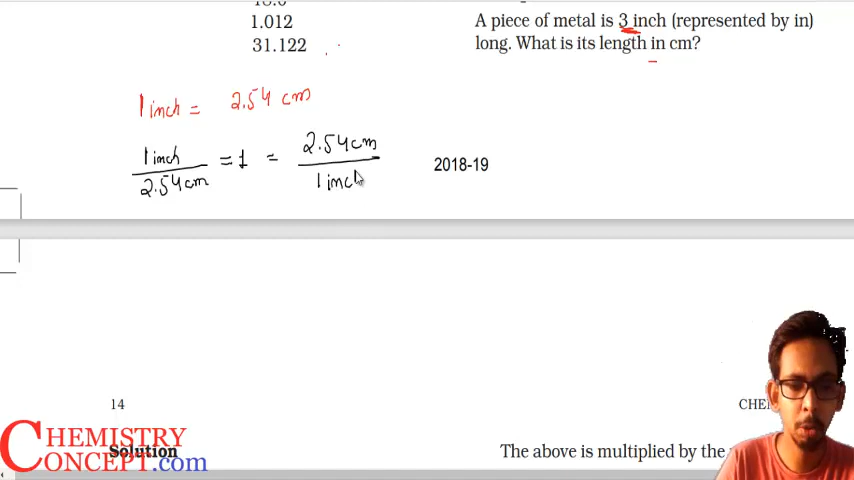 1.012
31.122
A piece of metal is 3 inch (represented by in)
long. What is its length in cm?
1 inch = 2.54 cm
1 inch / 2.54 cm = 1 = 2.54 cm / 1 inch
2018-19
14
CHEMISTRY
CONCEPT.com
Solution
The above is multiplied by the